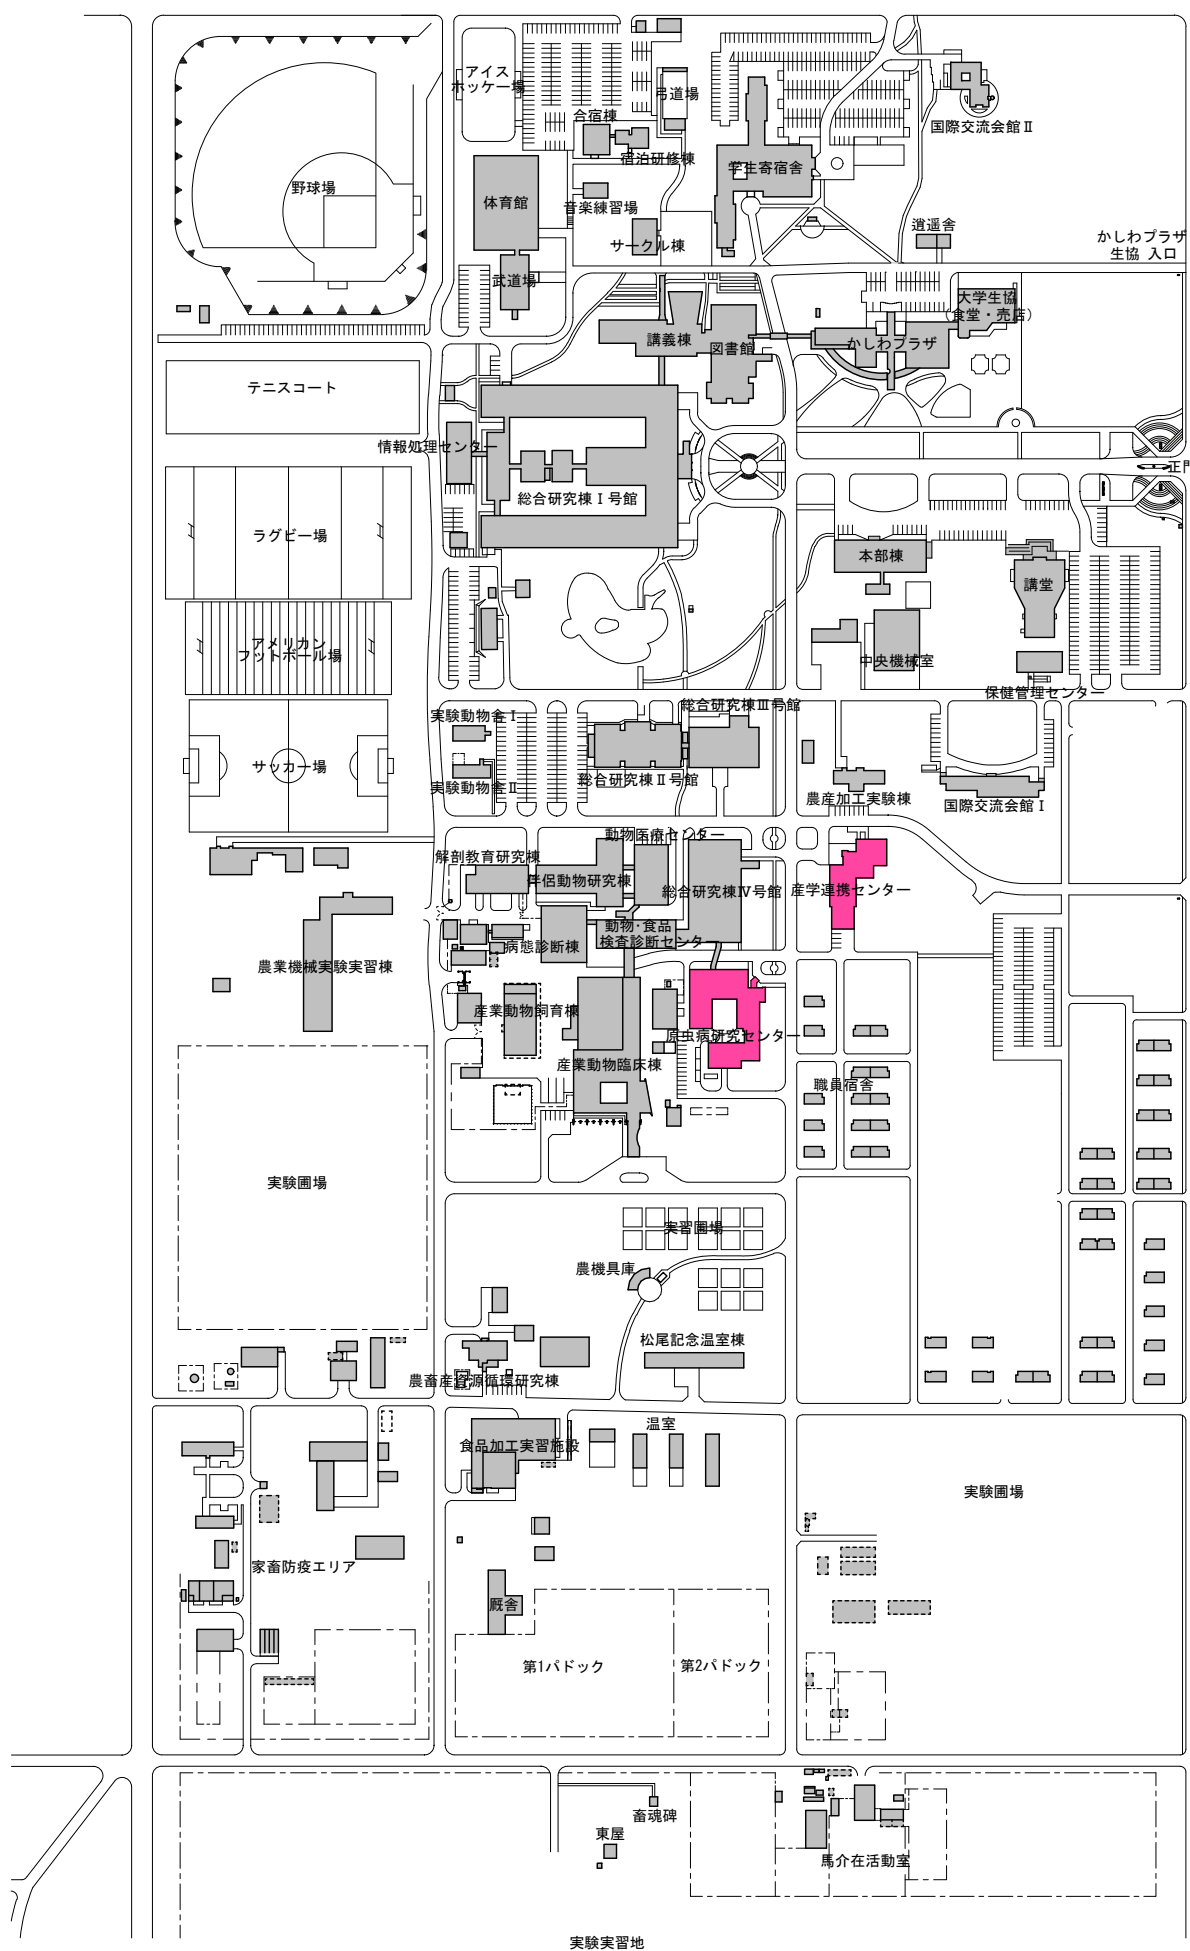 アイス
ホッケー場
弓道場
合宿棟
宿泊研修棟
国際交流会館Ⅱ
学生寄宿舎
野球場
体育館
音楽練習場
サークル棟
逍遥舎
かしわプラザ
生協 入口
武道場
大学生協
(食堂・売店)
講義棟
図書館
かしわプラザ
テニスコート
情報処理センター
正門
総合研究棟Ⅰ号館
ラグビー場
本部棟
講堂
アメリカン
フットボール場
中央機械室
保健管理センター
総合研究棟Ⅲ号館
実験動物舎Ⅰ
サッカー場
総合研究棟Ⅱ号館
実験動物舎Ⅱ
農産加工実験棟
国際交流会館Ⅰ
動物医療センター
解剖教育研究棟
伴侶動物研究棟
総合研究棟Ⅳ号館
産学連携センター
動物・食品
検査診断センター
病態診断棟
農業機械実験実習棟
産業動物飼育棟
原虫病研究センター
産業動物臨床棟
職員宿舎
実験圃場
実習圃場
農機具庫
松尾記念温室棟
農畜産資源循環研究棟
温室
食品加工実習施設
実験圃場
家畜防疫エリア
厩舎
第1パドック
第2パドック
畜魂碑
東屋
馬介在活動室
実験実習地